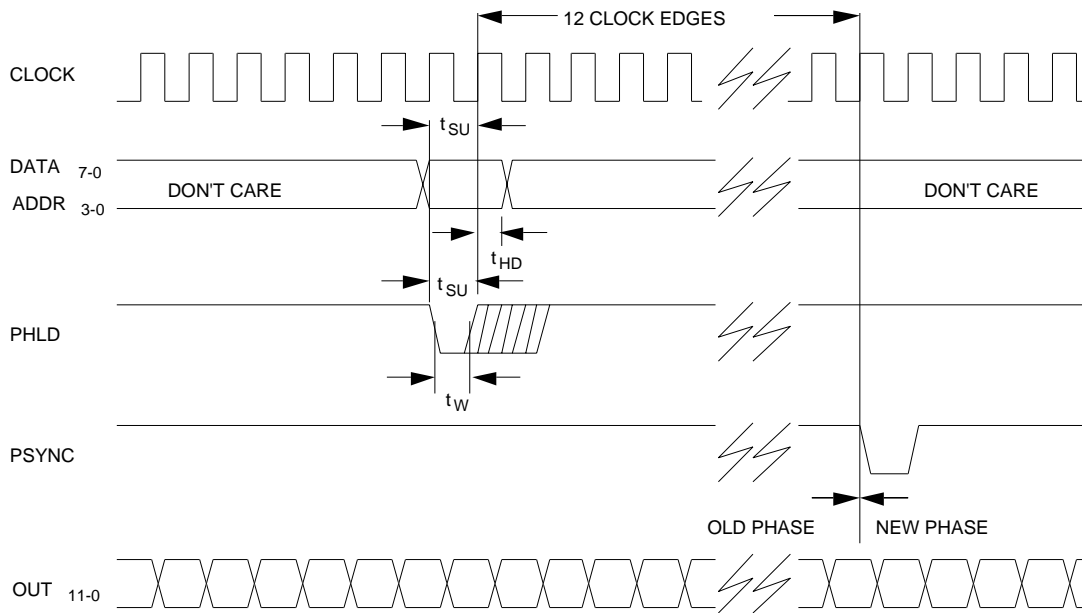 12 CLOCK EDGES
CLOCK
tSU
DATA 7-0
DON'T CARE
DON'T CARE
ADDR 3-0
tHD
tSU
PHLD
tW
PSYNC
OLD PHASE
NEW PHASE
OUT 11-0